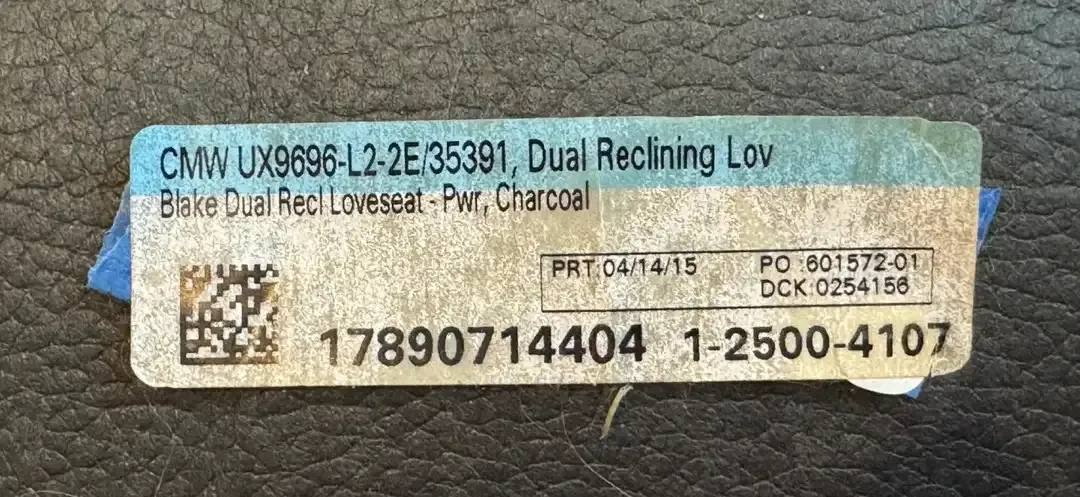 CMW UX9696-L2-2E/35391, Dual Reclining Lov
Blake Dual Recl Loveseat - Pwr, Charcoal
PRT:04/14/15 PO :601572-01
DCK:0254156
17890714404 1-2500-4107